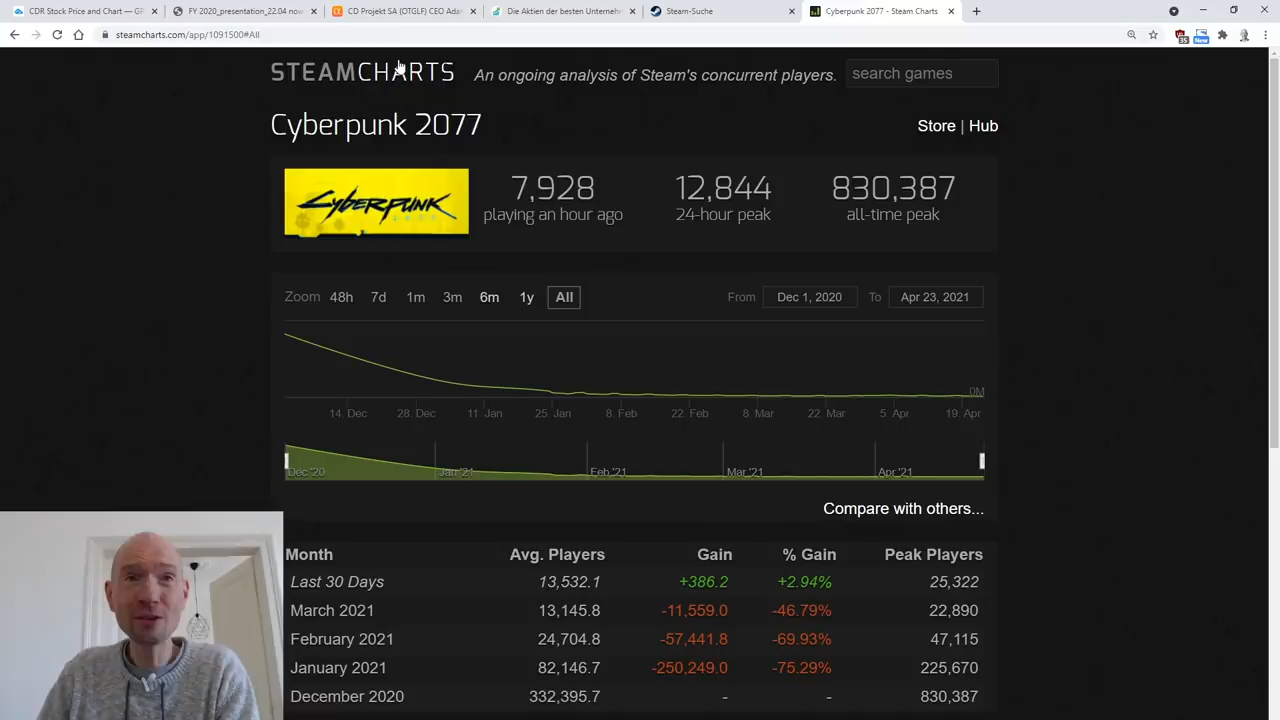 CDR Stock Price and Chart — GP
FY 2020_presentation_22.04 now
CD Projekt SA (OTGLF) CEO Adam
Die Aktien der besten Unternehm
Steam-Suche
Cyberpunk 2077 - Steam Charts
steamcharts.com/app/1091500#All
35
New
STEAMCHARTS
An ongoing analysis of Steam's concurrent players.
search games
Cyberpunk 2077
Store | Hub
Cyberpunk
7,928
12,844
830,387
playing an hour ago
24-hour peak
all-time peak
Zoom 48h 7d 1m 3m 6m 1y All
From Dec 1, 2020 To Apr 23, 2021
0M
14. Dec 28. Dec 11. Jan 25. Jan 8. Feb 22. Feb 8. Mar 22. Mar 5. Apr 19. Apr
Dec '20 Jan '21 Feb '21 Mar '21 Apr '21
Compare with others...
Month Avg. Players Gain % Gain Peak Players
Last 30 Days 13,532.1 +386.2 +2.94% 25,322
March 2021 13,145.8 -11,559.0 -46.79% 22,890
February 2021 24,704.8 -57,441.8 -69.93% 47,115
January 2021 82,146.7 -250,249.0 -75.29% 225,670
December 2020 332,395.7 - - 830,387